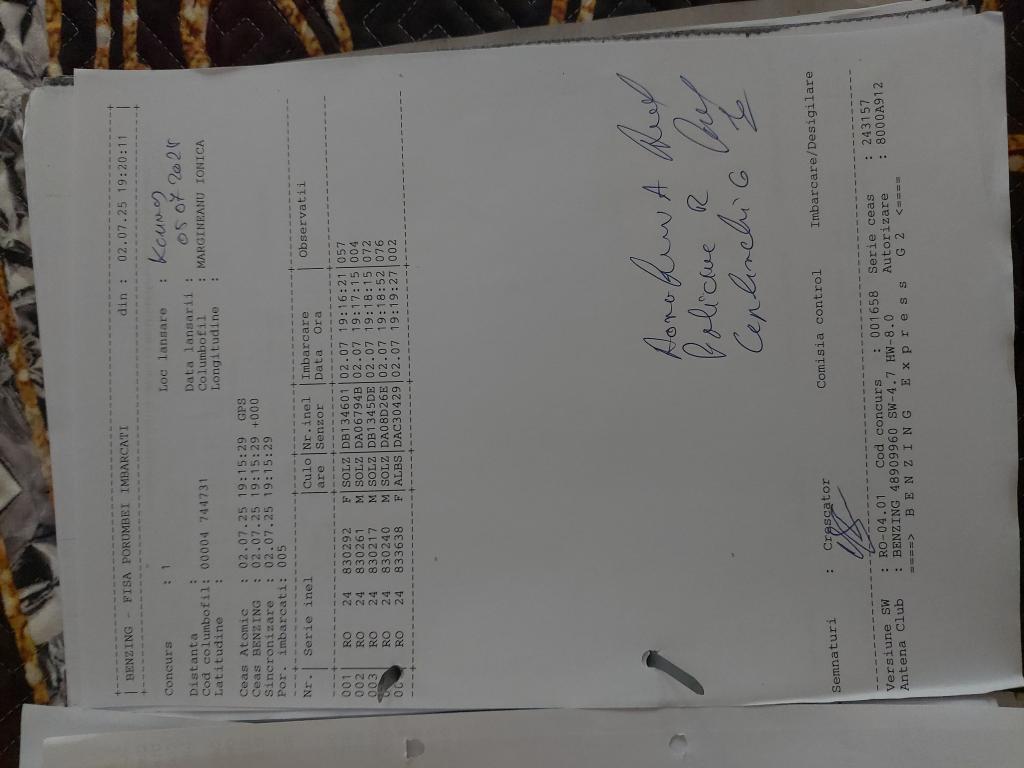 BENZING - FISA PORUMBEI IMBARCATI din : 02.07.25 19:20:11
Concurs : 1 Loc lansare :
Distanta : Data lansarii : 05 07 2025
Cod columbofil: 00004 744731 Columbofil : MARGINEANU IONICA
Latitudine : Longitudine :
Ceas Atomic : 02.07.25 19:15:29 GPS
Ceas BENZING : 02.07.25 19:15:29 +000
Sincronizare : 02.07.25 19:15:29
Por. imbarcati: 005
Nr. | Serie inel | Culo | Nr.inel | Imbarcare | Observatii
are | Senzor | Data Ora
001 | RO 24 830292 F | SOLZ | DB134601 | 02.07 19:16:21 | 057
002 | RO 24 830261 M | SOLZ | DA06794B | 02.07 19:17:15 | 004
003 | RO 24 830217 M | SOLZ | DB1345DE | 02.07 19:18:15 | 072
RO 24 830240 M | SOLZ | DA08D26E | 02.07 19:18:52 | 076
RO 24 833638 F | ALBS | DAC30429 | 02.07 19:19:27 | 002
Semnaturi : Crescator Comisia control Imbarcare/Desigilare
Versiune SW : RO-04.01 Cod concurs : 001658 Serie ceas : 243157
Antena Club : BENZING 48909960 SW-4.7 HW-8.0 Autorizare : 8000A912
====> B E N Z I N G E x p r e s s G 2 <====